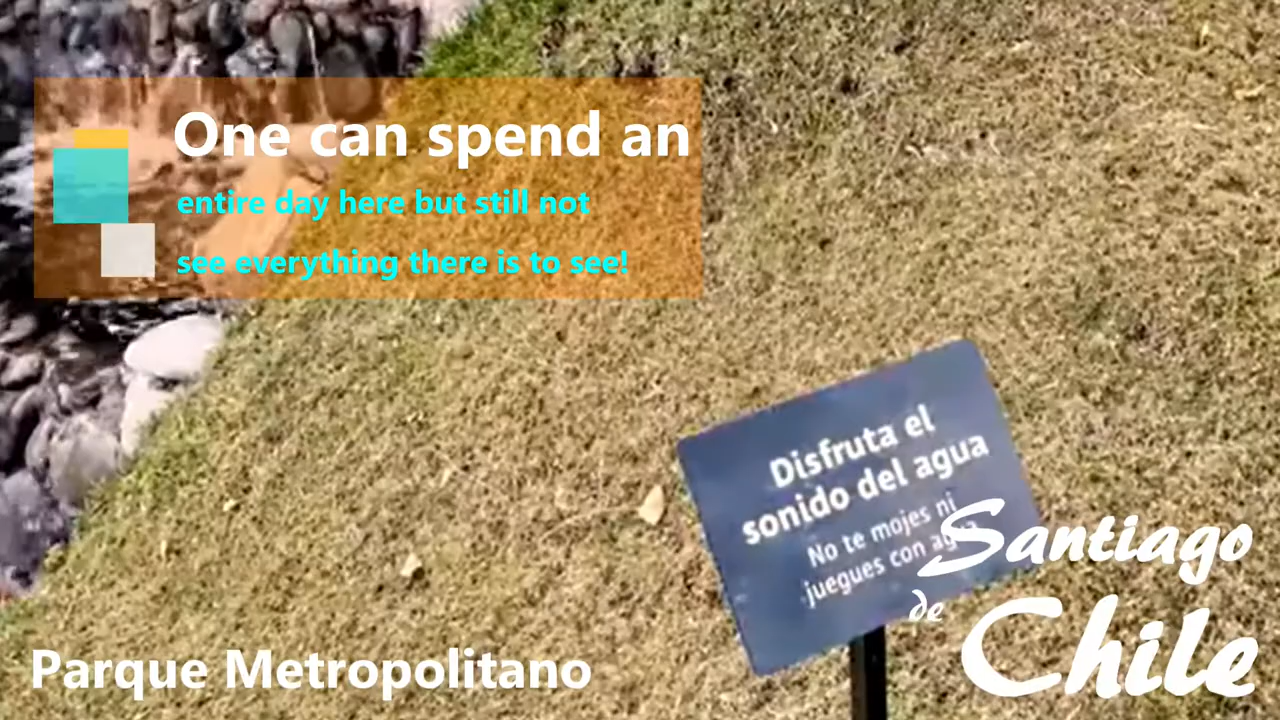 One can spend an
entire day here but still not
see everything there is to see!
Disfruta el
sonido del agua
No te mojes ni
juegues con agua
Santiago
de
Chile
Parque Metropolitano